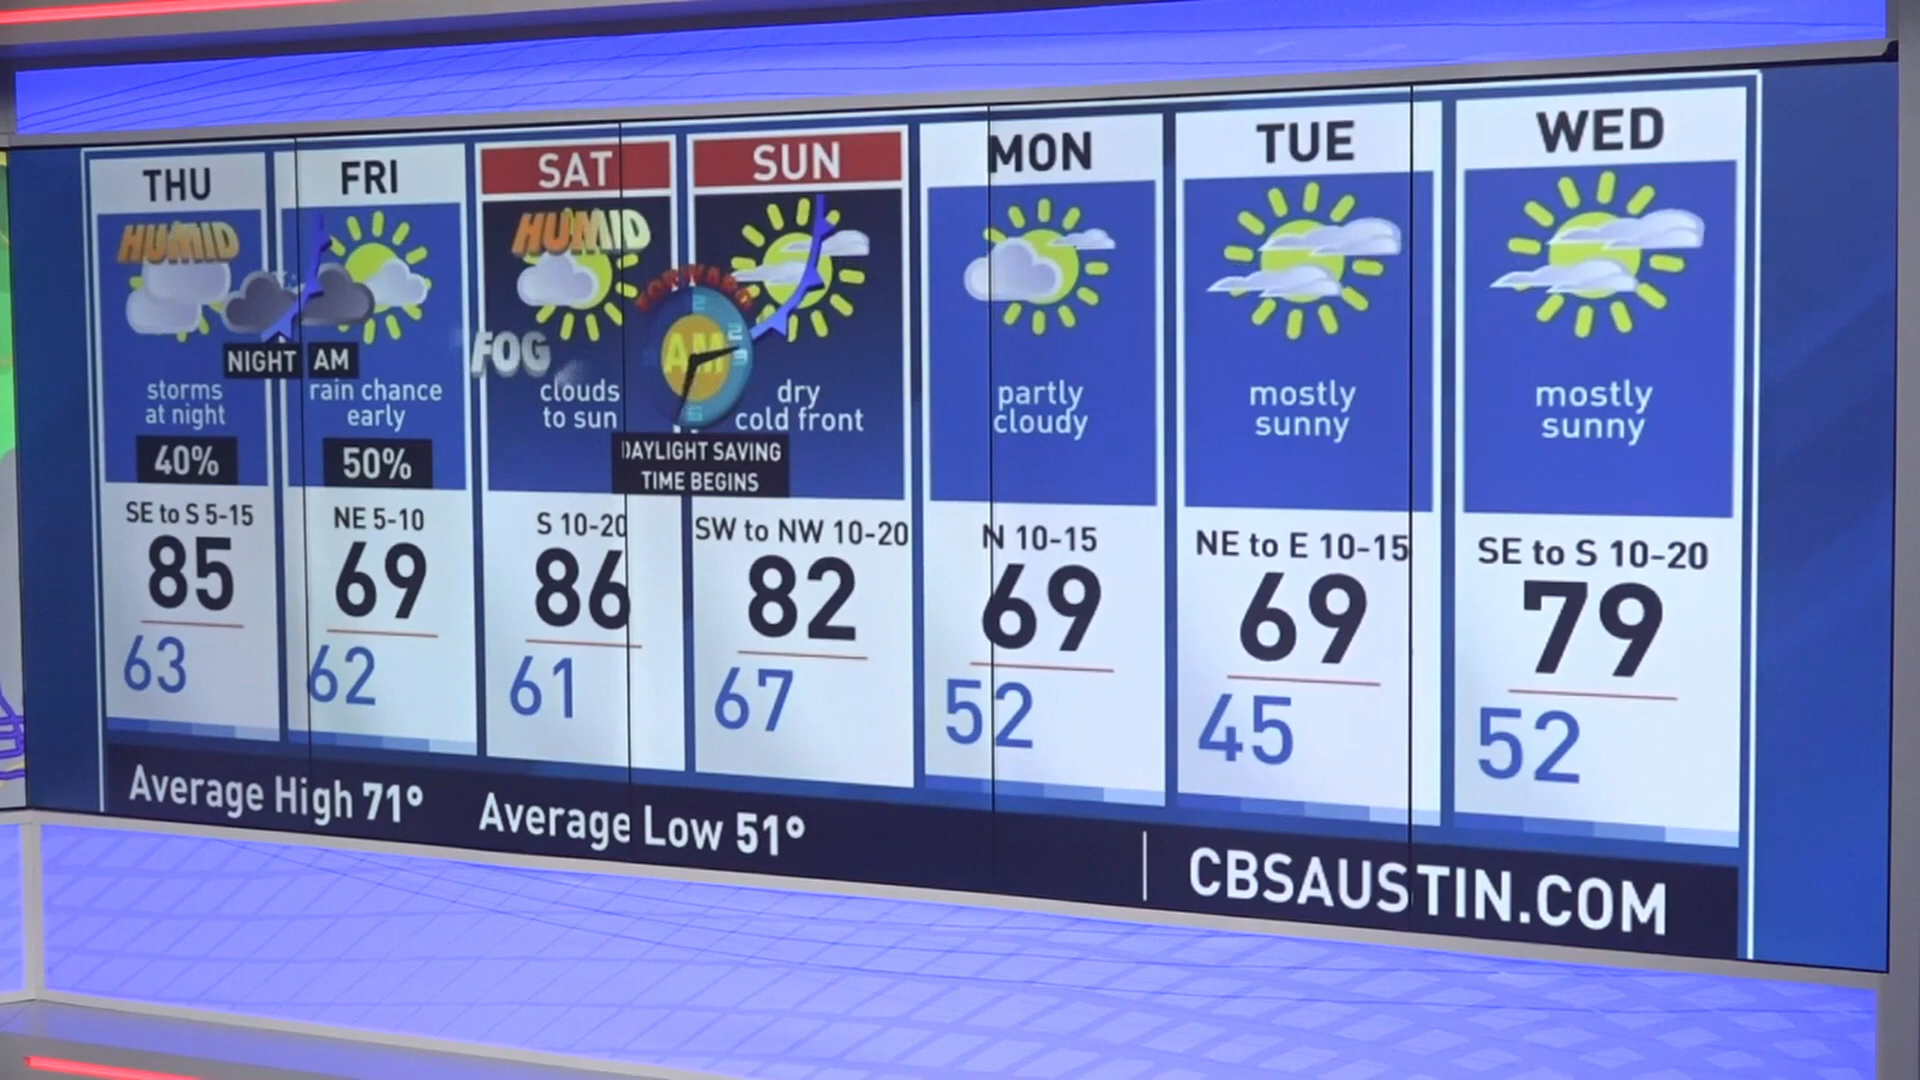 THU
FRI
SAT
SUN
MON
TUE
WED
HUMID
HUMID
FORWARD
FOG
AM
NIGHT
AM
storms
at night
rain chance
early
clouds
to sun
dry
cold front
partly
cloudy
mostly
sunny
mostly
sunny
40%
50%
DAYLIGHT SAVING
TIME BEGINS
SE to S 5-15
NE 5-10
S 10-20
SW to NW 10-20
N 10-15
NE to E 10-15
SE to S 10-20
85
69
86
82
69
69
79
63
62
61
67
52
45
52
Average High 71°
Average Low 51°
CBSAUSTIN.COM